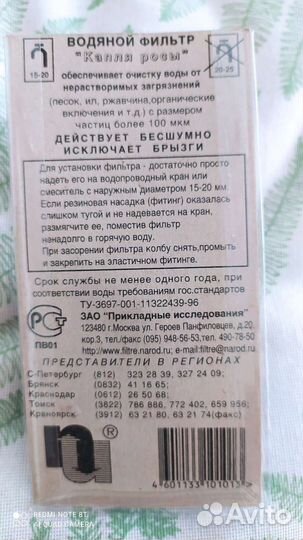 ВОДЯНОЙ ФИЛЬТР
"Капля росы"
15-20
20-25
обеспечивает очистку воды от
нерастворимых загрязнений
(песок, ил, ржавчина,органические
включения и т.д.) с размером
частиц более 100 мкм
ДЕЙСТВУЕТ БЕСШУМНО
ИСКЛЮЧАЕТ БРЫЗГИ
Для установки фильтра - достаточно просто
надеть его на водопроводный кран или
смеситель с наружным диаметром 15-20 мм.
Если резиновая насадка (фитинг) оказалась
слишком тугой и не надевается на кран,
размягчите ее, поместив фильтр
ненадолго в горячую воду.
При засорении фильтра колбу снять,промыть
и закрепить на эластичном фитинге.
Срок службы не менее одного года, при
соответствии воды требованиям гос.стандартов
ТУ-3697-001-11322439-96
ЗАО "Прикладные исследования"
123480 г.Москва ул. Героев Панфиловцев, д.20,
кор.3 тел./факс (095) 948-56-53, тел. 490-78-50
http://www.filtre.narod.ru; e-mail:filtre@narod.ru
РСТ
ПВ01
ПРЕДСТАВИТЕЛИ В РЕГИОНАХ
С-Петербург (812) 323 28 39, 327 24 09;
Брянск (0832) 41 16 65;
Краснодар (0612) 26 50 68;
Томск (3822) 786 886, 772 402, 659 956;
Крансоярск (3912) 63 21 80, 63 21 74(факс)
®
4601133101013>
REDMI NOTE 8T
AI QUAD CAMERA
Avito